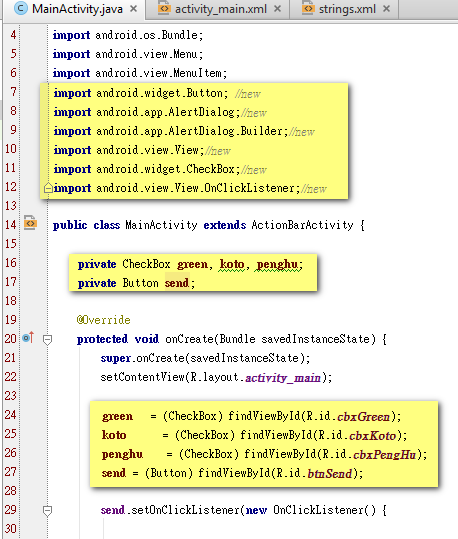 MainActivity.java activity_main.xml strings.xml
4 import android.os.Bundle;
5 import android.view.Menu;
6 import android.view.MenuItem;
7 import android.widget.Button; //new
8 import android.app.AlertDialog;//new
9 import android.app.AlertDialog.Builder;//new
10 import android.view.View;//new
11 import android.widget.CheckBox;//new
12 import android.view.View.OnClickListener;//new
13
14 public class MainActivity extends ActionBarActivity {
15
16 private CheckBox green, koto, penghu;
17 private Button send;
18
19 @Override
20 protected void onCreate(Bundle savedInstanceState) {
21 super.onCreate(savedInstanceState);
22 setContentView(R.layout.activity_main);
23
24 green = (CheckBox) findViewById(R.id.cbxGreen);
25 koto = (CheckBox) findViewById(R.id.cbxKoto);
26 penghu = (CheckBox) findViewById(R.id.cbxPengHu);
27 send = (Button) findViewById(R.id.btnSend);
28
29 send.setOnClickListener(new OnClickListener() {
30